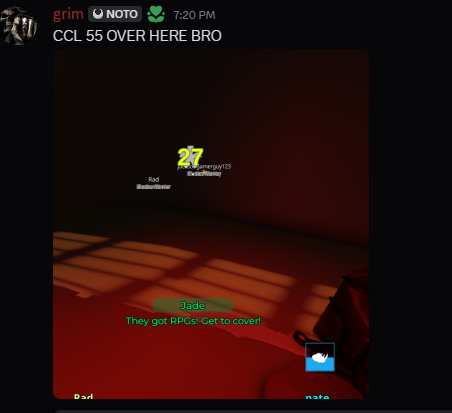 grim NOTO 7:20 PM
CCL 55 OVER HERE BRO
27
Rad
Jade
They got RPGs! Get to cover!
Rad
nate